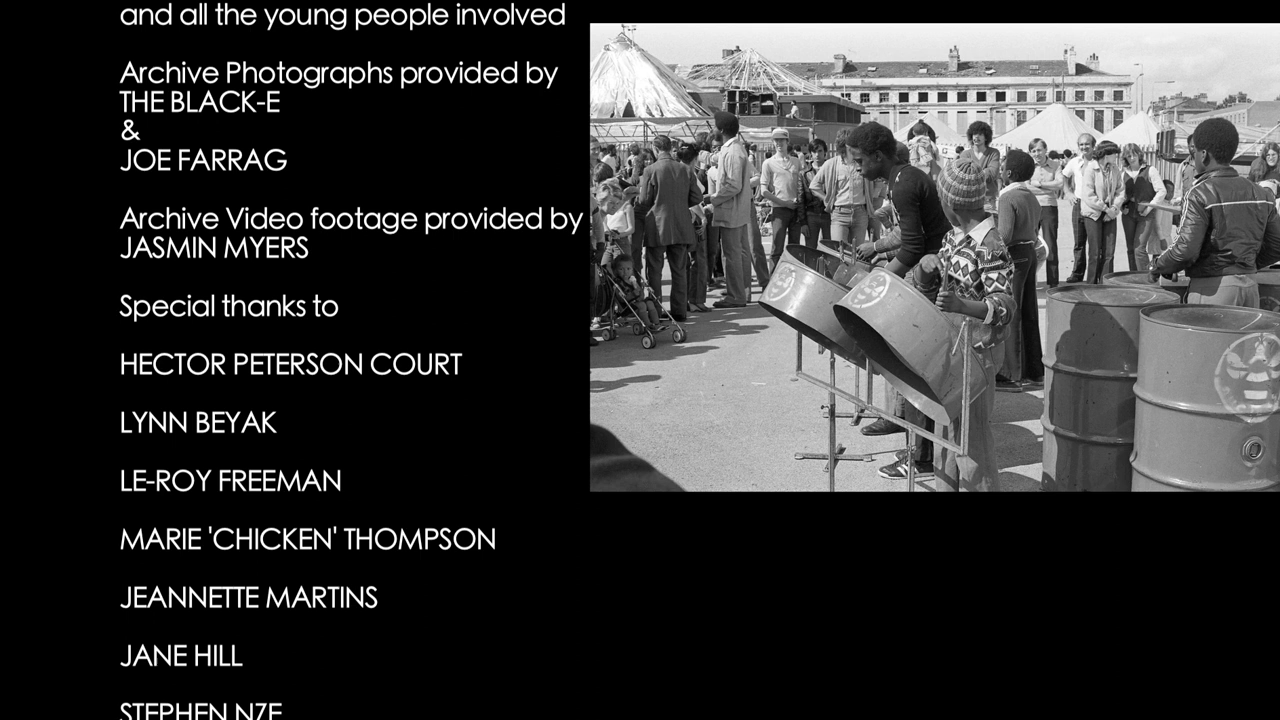 and all the young people involved
Archive Photographs provided by
THE BLACK-E
&
JOE FARRAG
Archive Video footage provided by
JASMIN MYERS
Special thanks to
HECTOR PETERSON COURT
LYNN BEYAK
LE-ROY FREEMAN
MARIE 'CHICKEN' THOMPSON
JEANNETTE MARTINS
JANE HILL
STEPHEN NZE